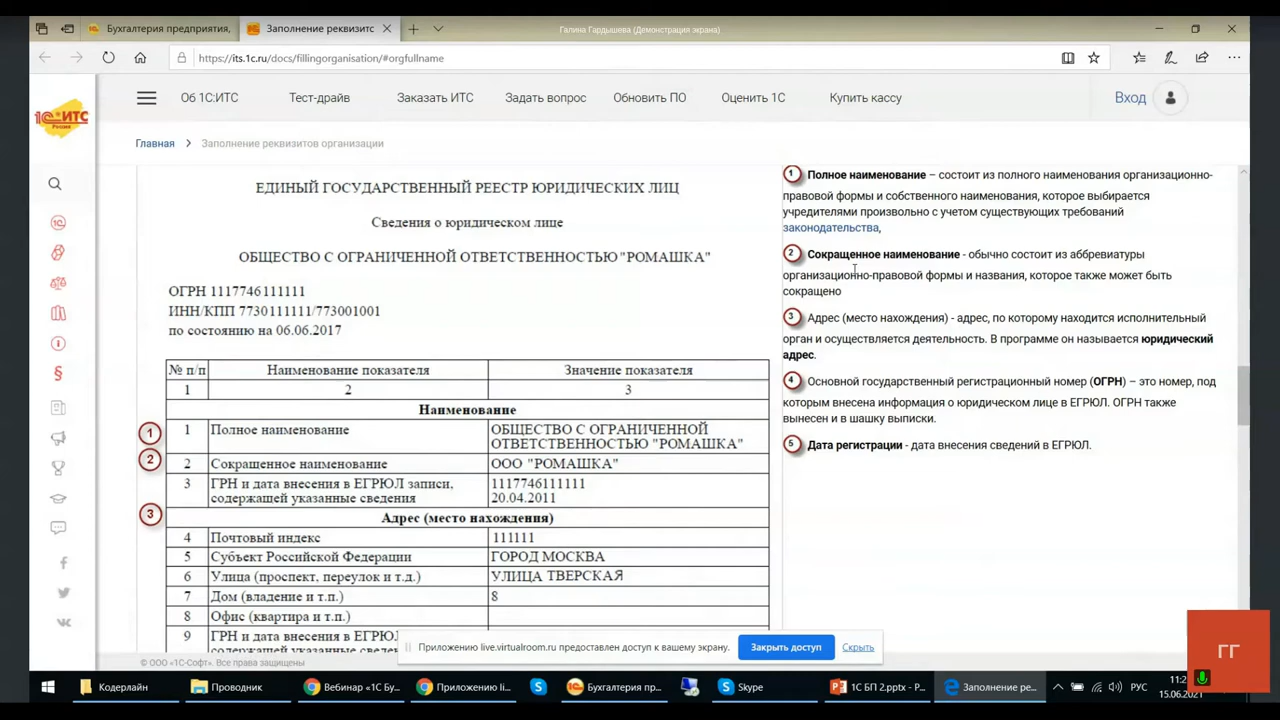 Бухгалтерия предприятия,
Заполнение реквизитс
Галина Гардышева (Демонстрация экрана)
https://its.1c.ru/docs/fillingorganisation/#orgfullname
1С:ИТС
Россия
Об 1С:ИТС
Тест-драйв
Заказать ИТС
Задать вопрос
Обновить ПО
Оценить 1С
Купить кассу
Вход
Главная
Заполнение реквизитов организации
ЕДИНЫЙ ГОСУДАРСТВЕННЫЙ РЕЕСТР ЮРИДИЧЕСКИХ ЛИЦ
Сведения о юридическом лице
ОБЩЕСТВО С ОГРАНИЧЕННОЙ ОТВЕТСТВЕННОСТЬЮ "РОМАШКА"
ОГРН 1117746111111
ИНН/КПП 7730111111/773001001
по состоянию на 06.06.2017
№ п/п Наименование показателя Значение показателя
1 2 3
Наименование
1 1 Полное наименование ОБЩЕСТВО С ОГРАНИЧЕННОЙ
ОТВЕТСТВЕННОСТЬЮ "РОМАШКА"
2 2 Сокращенное наименование ООО "РОМАШКА"
3 ГРН и дата внесения в ЕГРЮЛ записи, 1117746111111
содержащей указанные сведения 20.04.2011
3 Адрес (место нахождения)
4 Почтовый индекс 111111
5 Субъект Российской Федерации ГОРОД МОСКВА
6 Улица (проспект, переулок и т.д.) УЛИЦА ТВЕРСКАЯ
7 Дом (владение и т.п.) 8
8 Офис (квартира и т.п.)
9 ГРН и дата внесения в ЕГРЮЛ
1 Полное наименование – состоит из полного наименования организационно-
правовой формы и собственного наименования, которое выбирается
учредителями произвольно с учетом существующих требований
законодательства,
2 Сокращенное наименование - обычно состоит из аббревиатуры
организационно-правовой формы и названия, которое также может быть
сокращено
3 Адрес (место нахождения) - адрес, по которому находится исполнительный
орган и осуществляется деятельность. В программе он называется юридический
адрес.
4 Основной государственный регистрационный номер (ОГРН) – это номер, под
которым внесена информация о юридическом лице в ЕГРЮЛ. ОГРН также
вынесен и в шашку выписки.
5 Дата регистрации - дата внесения сведений в ЕГРЮЛ.
Приложению live.virtualroom.ru предоставлен доступ к вашему экрану.
Закрыть доступ
Скрыть
© ООО «1С-Софт». Все права защищены
ГГ
Кодерлайн
Проводник
Вебинар «1С Бу...
Приложению li...
Бухгалтерия пр...
Skype
1С БП 2.pptx - P...
Заполнение ре...
РУС
11:2
15.06.202